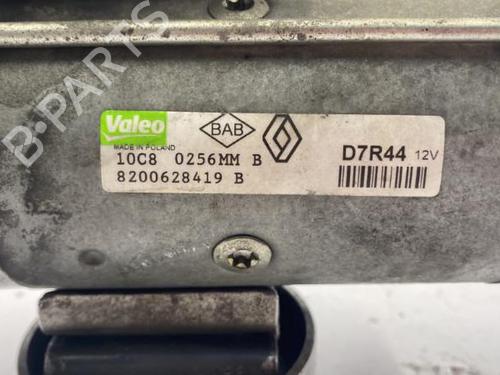 B-PARTS
Valeo
BAB
MADE IN POLAND
10C8 0256MM B
8200628419 B
D7R44 12V